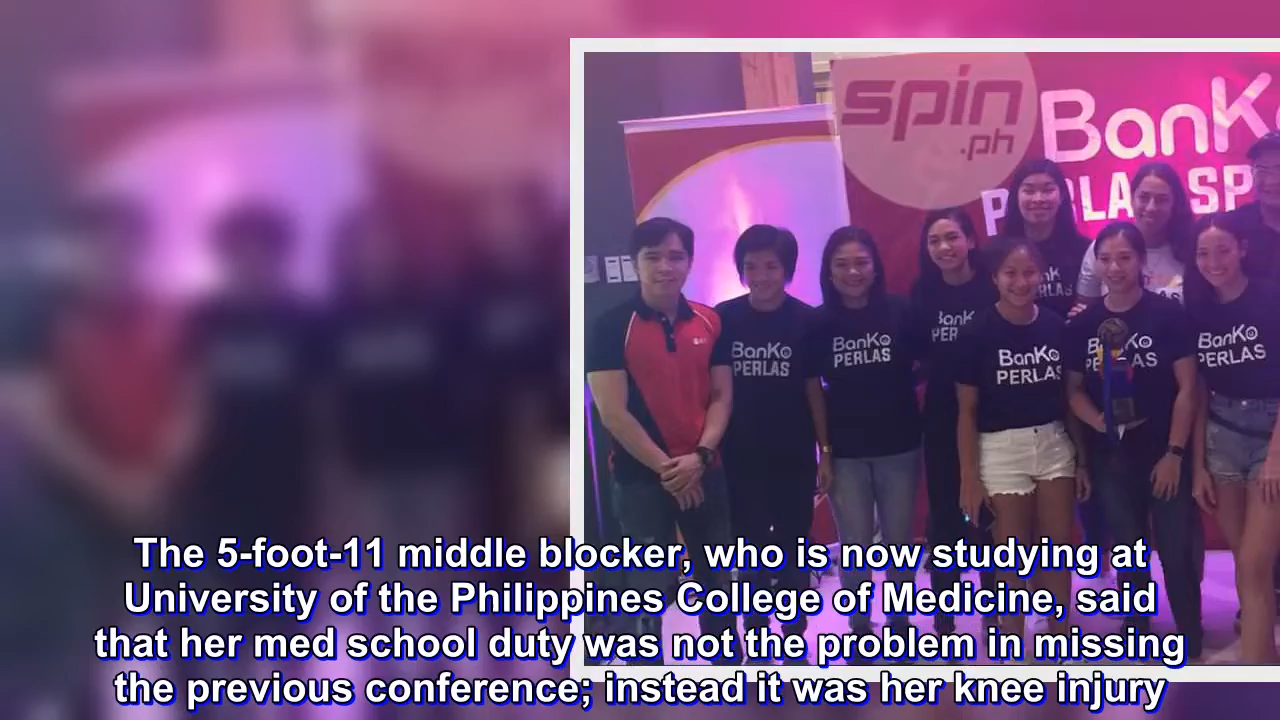 spin
.ph
BanKo
PERLAS SP
BanKo
PERLAS
BanKo
PERLAS
BanKo
PER
BanKo
PERLAS
BanKo
PERLAS
BanKo
PERLAS
The 5-foot-11 middle blocker, who is now studying at
University of the Philippines College of Medicine, said
that her med school duty was not the problem in missing
the previous conference; instead it was her knee injury